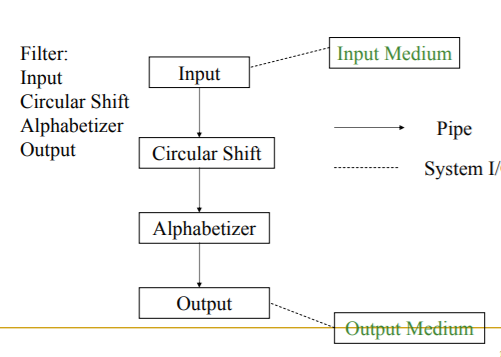 Filter:
Input
Circular Shift
Alphabetizer
Output
Input
Input Medium
Circular Shift
Pipe
System I/
Alphabetizer
Output
Output Medium